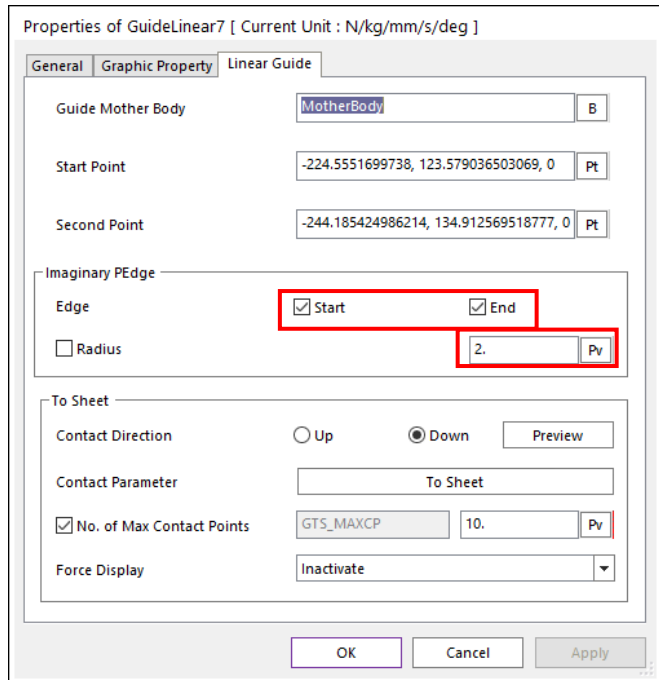 Properties of GuideLinear7 [ Current Unit : N/kg/mm/s/deg ]
General Graphic Property Linear Guide
Guide Mother Body MotherBody B
Start Point -224.5551699738, 123.579036503069, 0 Pt
Second Point -244.185424986214, 134.912569518777, 0 Pt
Imaginary PEdge
Edge Start End
Radius 2. Pv
To Sheet
Contact Direction Up Down Preview
Contact Parameter To Sheet
No. of Max Contact Points GTS_MAXCP 10. Pv
Force Display Inactivate
OK Cancel Apply